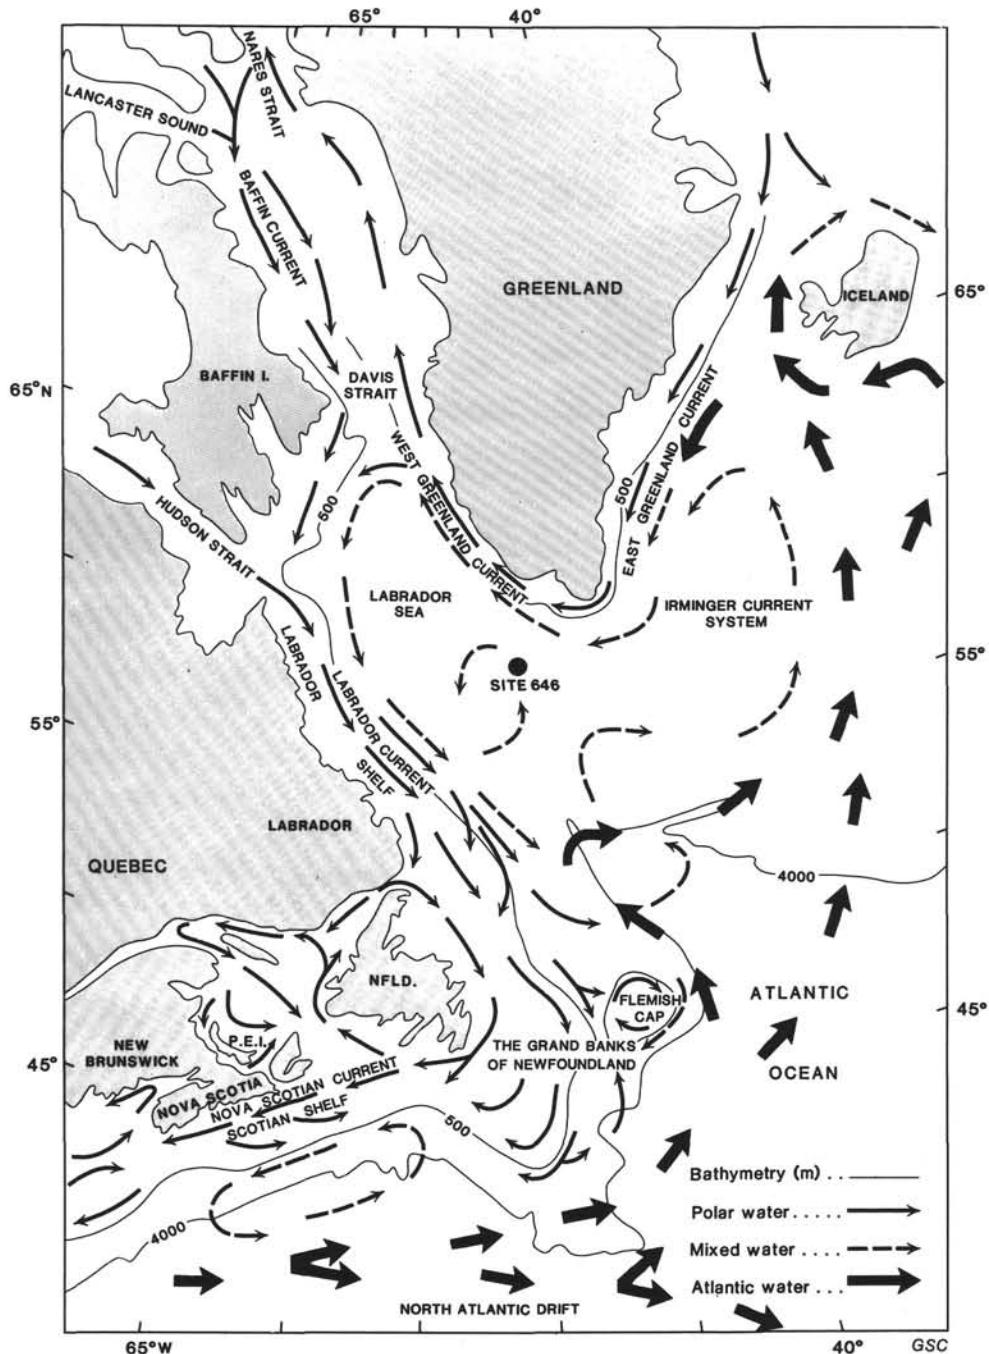 65°
40°
NARES STRAIT
LANCASTER SOUND
BAFFIN CURRENT
GREENLAND
ICELAND
65°
65°N
BAFFIN I.
DAVIS
STRAIT
WEST GREENLAND CURRENT
EAST GREENLAND CURRENT
500
500
HUDSON STRAIT
LABRADOR
SEA
IRMINGER CURRENT
SYSTEM
55°
SITE 646
LABRADOR
SHELF
LABRADOR CURRENT
55°
LABRADOR
QUEBEC
4000
NFLD.
FLEMISH
CAP
ATLANTIC
OCEAN
45°
P.E.I.
NEW
BRUNSWICK
THE GRAND BANKS
OF NEWFOUNDLAND
45°
NOVA SCOTIA
NOVA SCOTIAN CURRENT
SCOTIAN SHELF
500
4000
Bathymetry (m) . .
Polar water . . . . .
Mixed water . . . .
Atlantic water . . .
NORTH ATLANTIC DRIFT
65°W
40°
GSC